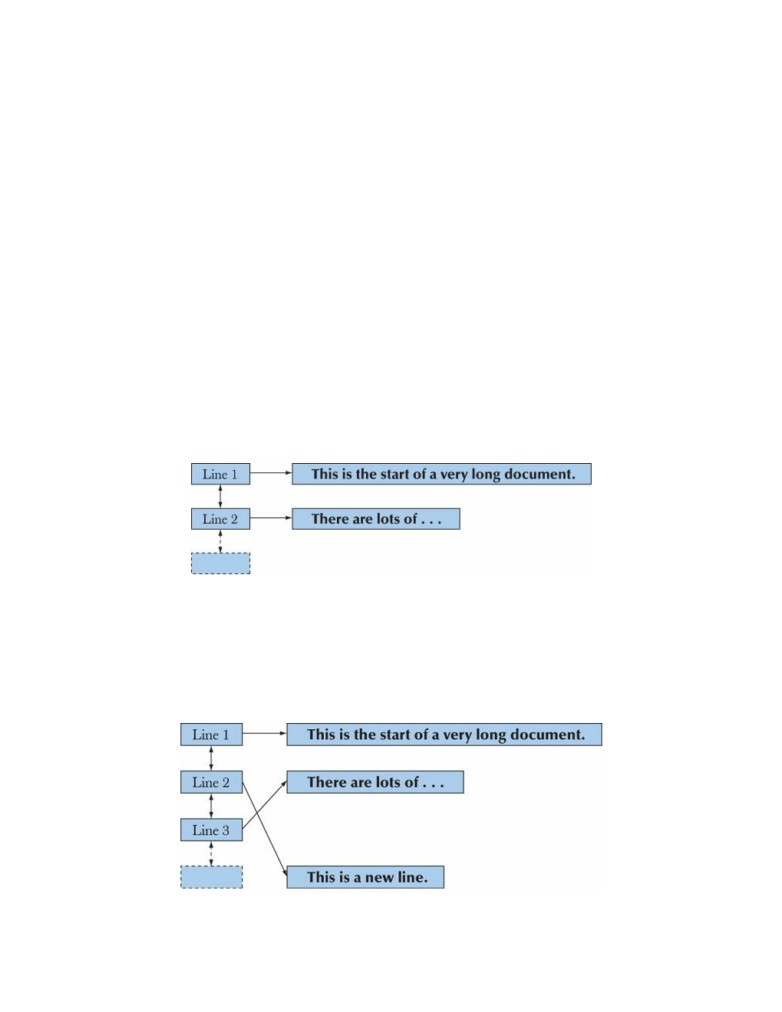 Line 1 This is the start of a very long document.
Line 2 There are lots of . . .
Line 1 This is the start of a very long document.
Line 2 There are lots of . . .
Line 3
This is a new line.